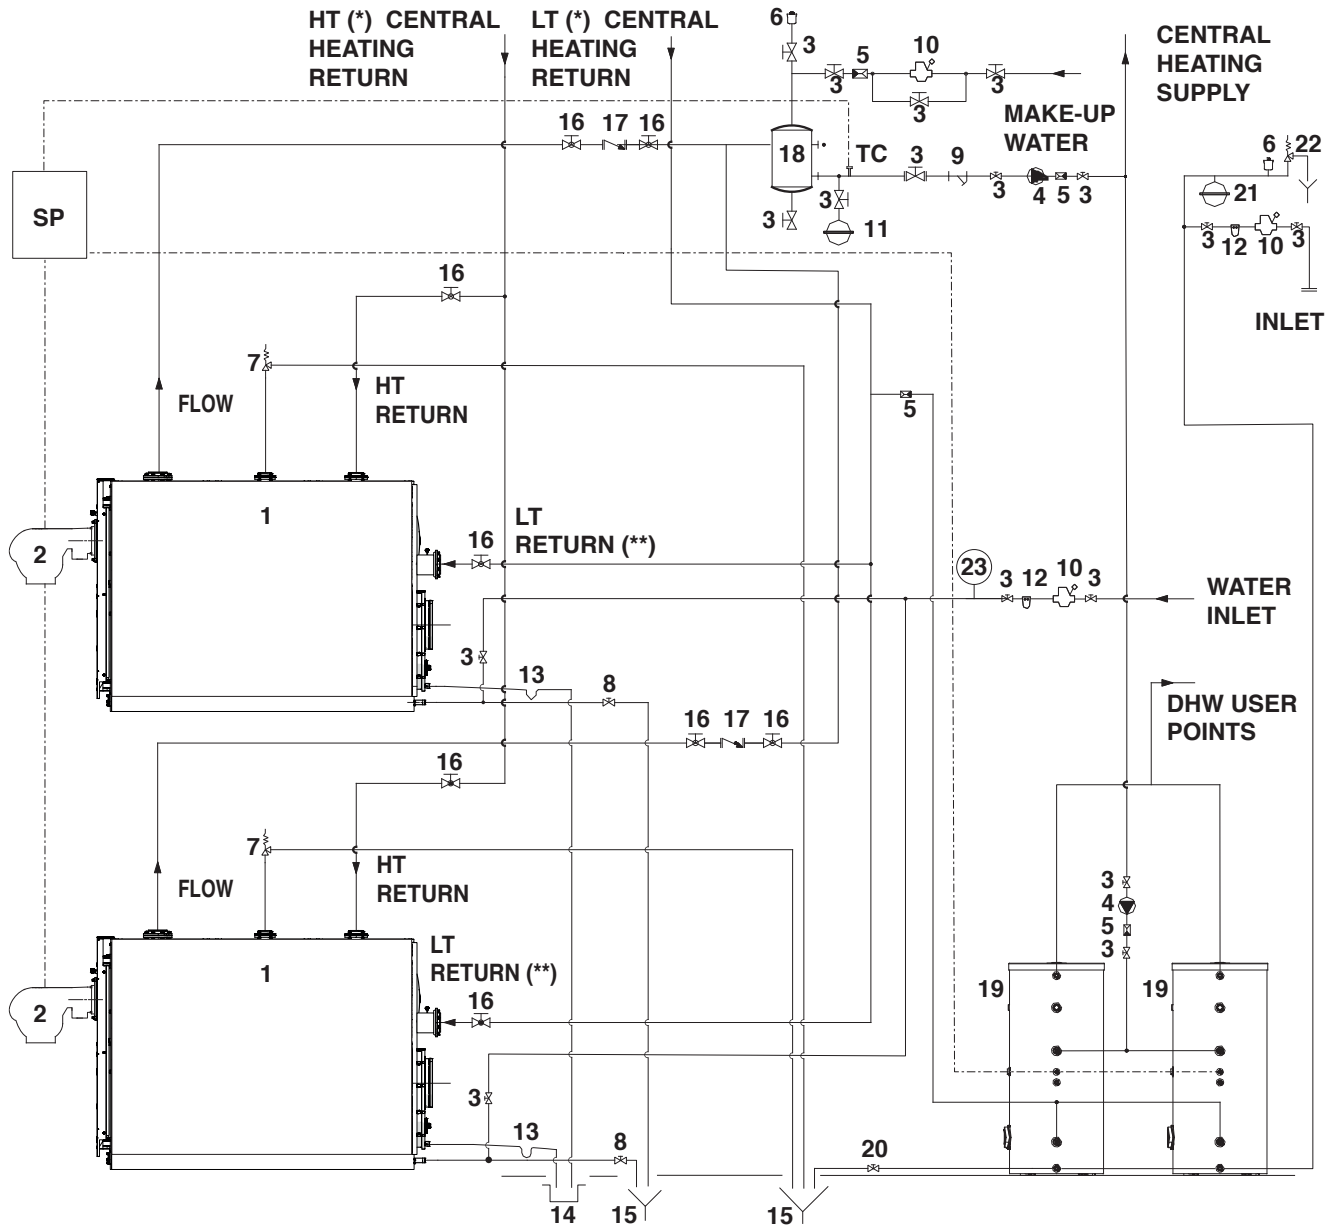 HT (*) CENTRAL
HEATING
RETURN
LT (*) CENTRAL
HEATING
RETURN
6
3
5
10
3
3
3
MAKE-UP
WATER
CENTRAL
HEATING
SUPPLY
16
17
16
18
TC
3
9
3
4
5
3
3
3
11
6
22
21
3
12
10
3
INLET
SP
16
7
FLOW
HT
RETURN
5
1
2
LT
RETURN (**)
16
23
3
12
10
3
WATER
INLET
3
13
8
16
17
16
DHW USER
POINTS
16
7
FLOW
HT
RETURN
3
4
5
3
1
2
LT
RETURN (**)
16
19
19
3
13
8
20
14
15
15